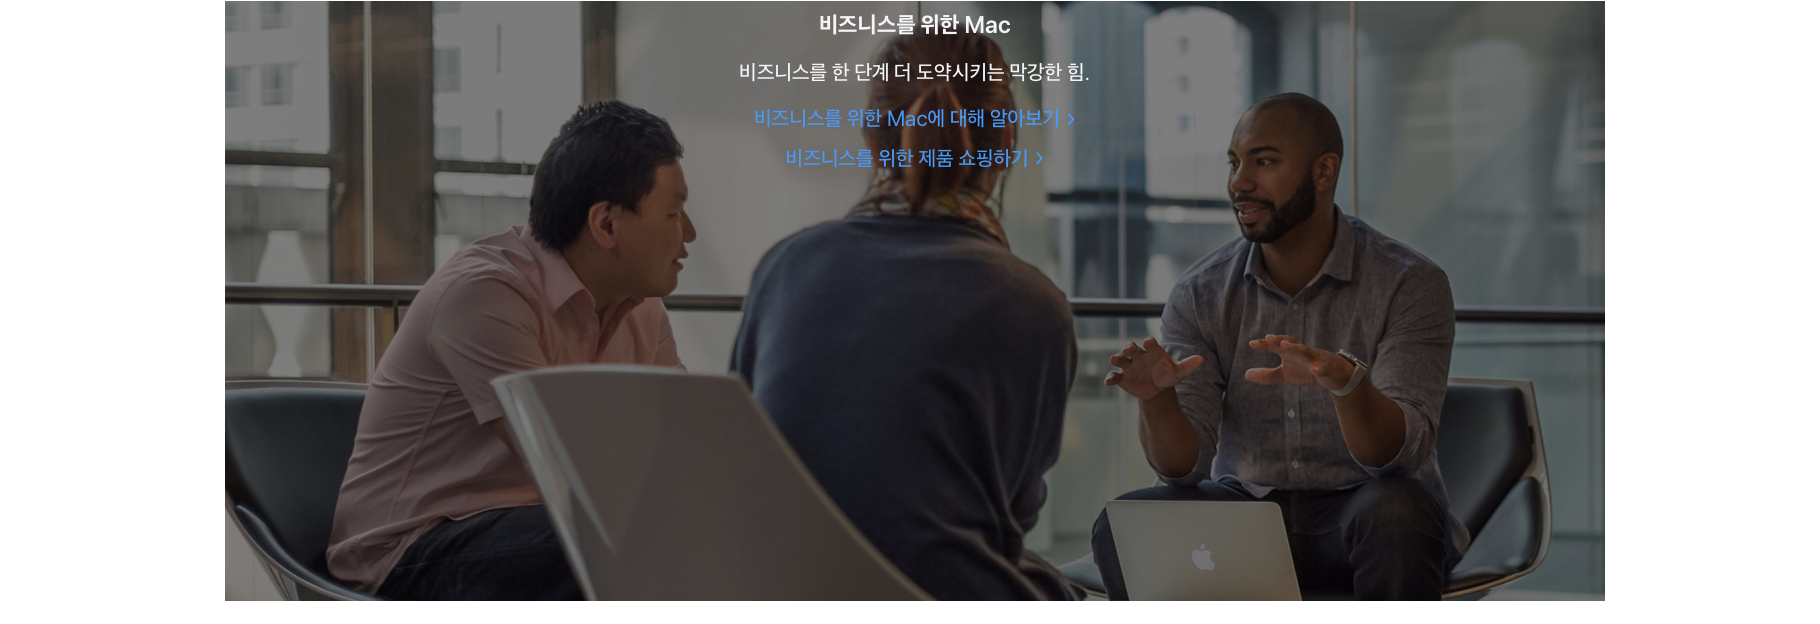 비즈니스를 위한 Mac
비즈니스를 한 단계 더 도약시키는 막강한 힘.
비즈니스를 위한 Mac에 대해 알아보기 >
비즈니스를 위한 제품 쇼핑하기 >